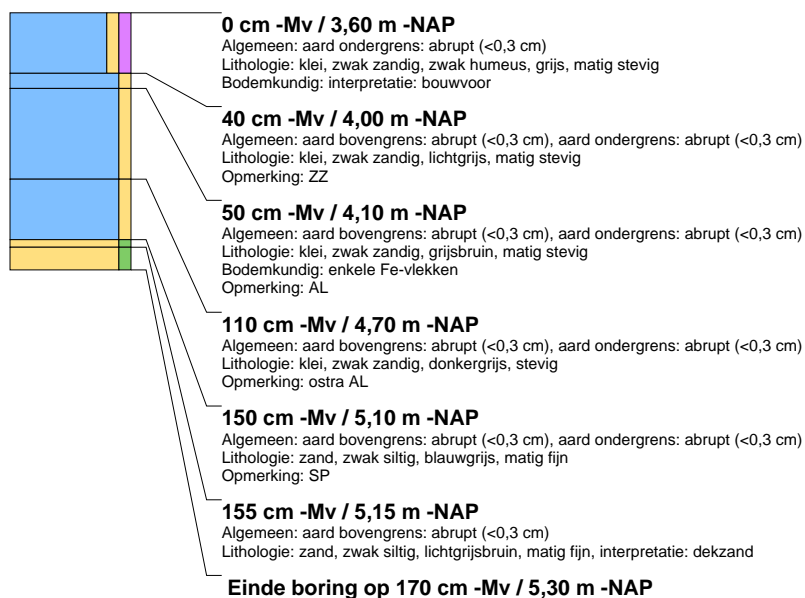 0 cm -Mv / 3,60 m -NAP
Algemeen: aard ondergrens: abrupt (<0,3 cm)
Lithologie: klei, zwak zandig, zwak humeus, grijs, matig stevig
Bodemkundig: interpretatie: bouwvoor
40 cm -Mv / 4,00 m -NAP
Algemeen: aard bovengrens: abrupt (<0,3 cm), aard ondergrens: abrupt (<0,3 cm)
Lithologie: klei, zwak zandig, lichtgrijs, matig stevig
Opmerking: ZZ
50 cm -Mv / 4,10 m -NAP
Algemeen: aard bovengrens: abrupt (<0,3 cm), aard ondergrens: abrupt (<0,3 cm)
Lithologie: klei, zwak zandig, grijsbruin, matig stevig
Bodemkundig: enkele Fe-vlekken
Opmerking: AL
110 cm -Mv / 4,70 m -NAP
Algemeen: aard bovengrens: abrupt (<0,3 cm), aard ondergrens: abrupt (<0,3 cm)
Lithologie: klei, zwak zandig, donkergrijs, stevig
Opmerking: ostra AL
150 cm -Mv / 5,10 m -NAP
Algemeen: aard bovengrens: abrupt (<0,3 cm), aard ondergrens: abrupt (<0,3 cm)
Lithologie: zand, zwak siltig, blauwgrijs, matig fijn
Opmerking: SP
155 cm -Mv / 5,15 m -NAP
Algemeen: aard bovengrens: abrupt (<0,3 cm)
Lithologie: zand, zwak siltig, lichtgrijsbruin, matig fijn, interpretatie: dekzand
Einde boring op 170 cm -Mv / 5,30 m -NAP